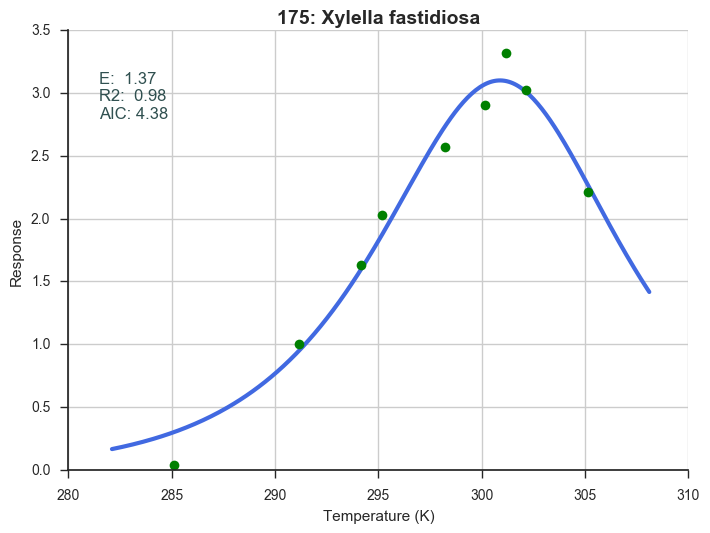 175: Xylella fastidiosa
E:  1.37
R2:  0.98
AIC: 4.38
Response
3.5
3.0
2.5
2.0
1.5
1.0
0.5
0.0
280 285 290 295 300 305 310
Temperature (K)